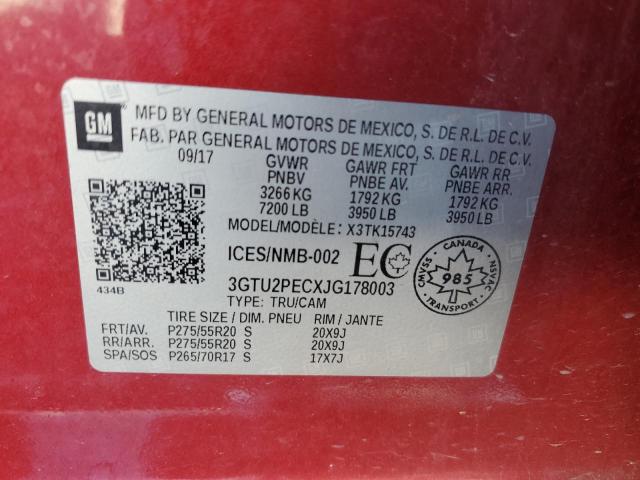 GM
MFD BY GENERAL MOTORS DE MEXICO, S. DE R.L. DE C.V.
FAB. PAR GENERAL MOTORS DE MEXICO, S. DE R.L. DE C.V.
09/17 GVWR GAWR FRT GAWR RR
PNBV PNBE AV. PNBE ARR.
3266 KG 1792 KG 1792 KG
7200 LB 3950 LB 3950 LB
MODEL/MODÈLE: X3TK15743
ICES/NMB-002 EC
CANADA
CMVSS 985 NSVAC
TRANSPORT
434B
3GTU2PECXJG178003
TYPE: TRU/CAM
TIRE SIZE / DIM. PNEU RIM / JANTE
FRT/AV. P275/55R20 S 20X9J
RR/ARR. P275/55R20 S 20X9J
SPA/SOS P265/70R17 S 17X7J